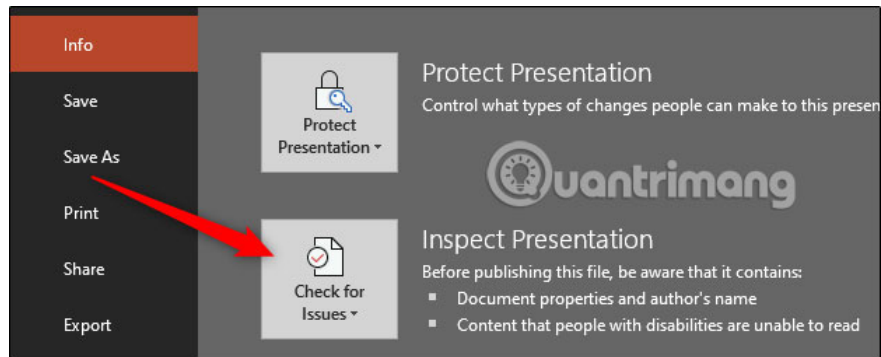 Info
Save
Save As
Print
Share
Export
Protect
Presentation
Protect Presentation
Control what types of changes people can make to this presen
Quantrimang
Check for
Issues
Inspect Presentation
Before publishing this file, be aware that it contains:
Document properties and author's name
Content that people with disabilities are unable to read